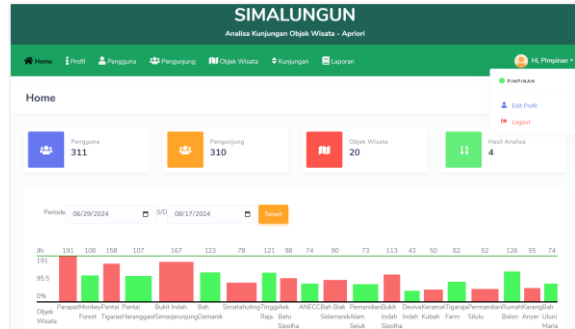 SIMALUNGUN
Analisa Kunjungan Objek Wisata - Apriori
Home Profil Pengguna Pengunjung Objek Wisata Kunjungan Laporan Hi, Pimpinan
PIMPINAN
Edit Profil
Logout
Home
Pengguna
311
Pengunjung
310
Objek Wisata
20
Hasil Analisa
4
Periode 08/29/2024 S/D 08/17/2024 Tampil
Jlh 191 108 158 107 167 123 78 121 98 74 90 73 113 43 50 82 52 126 55 74
191
95.5
0%
Objek Wisata
Parapat Monkey Forest
Pantai Tigaras
Pantai Haranggaol
Bukit Indah Simarjarunjung
Bah Damanik
Simatahuting
Tinggi Raja
Aek Batu Sipolha
ANECC
Bah Biak Sidamanik
Pemandian Alam Sejuk
Bukit Indah Sipolha
Deviva Indah
Keramat Kubah
Tigaraja Farm
Permandian Silulu
Rumah Bolon
Karang Anyer
Bah Uluni Maria